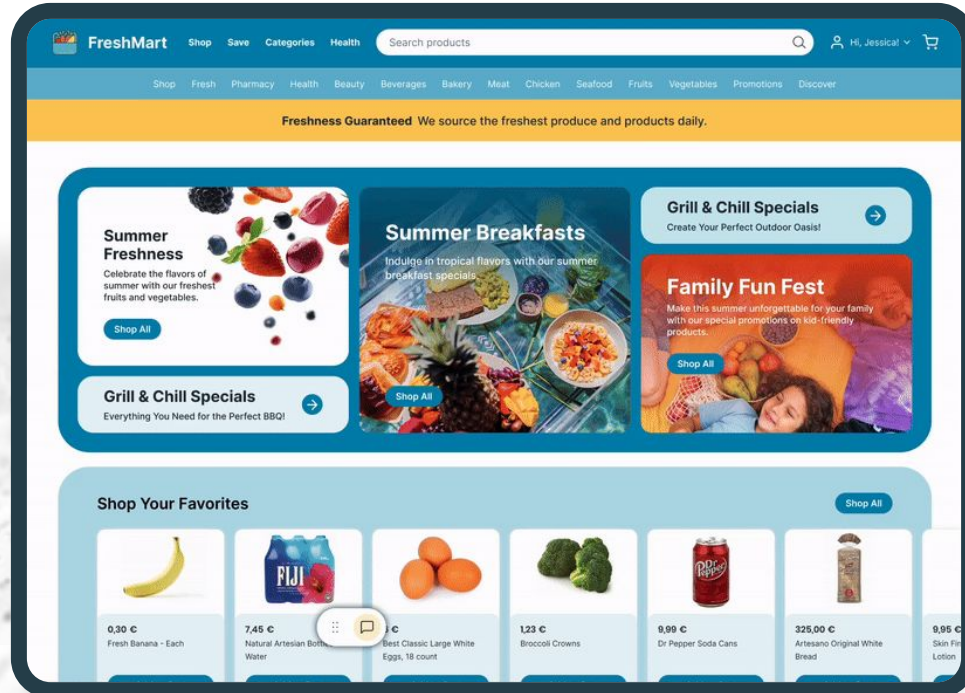 FreshMart Shop Save Categories Health Search products Hi, Jessica!
Shop Fresh Pharmacy Health Beauty Beverages Bakery Meat Chicken Seafood Fruits Vegetables Promotions Discover
Freshness Guaranteed We source the freshest produce and products daily.
Summer
Freshness
Celebrate the flavors of
summer with our freshest
fruits and vegetables.
Shop All
Grill & Chill Specials
Everything You Need for the Perfect BBQ!
Summer Breakfasts
Indulge in tropical flavors with our summer
breakfast specials.
Shop All
Grill & Chill Specials
Create Your Perfect Outdoor Oasis!
Family Fun Fest
Make this summer unforgettable for your family
with our special promotions on kid-friendly
products.
Shop All
Shop Your Favorites
Shop All
FIJI
Dr Pepper
0,30 €
Fresh Banana - Each
7,45 €
Natural Artesian
Water
€
Best Classic Large White
Eggs, 18 count
1,23 €
Broccoli Crowns
9,99 €
Dr Pepper Soda Cans
325,00 €
Artesano Original White
Bread
9,95 €
Skin
Lotion